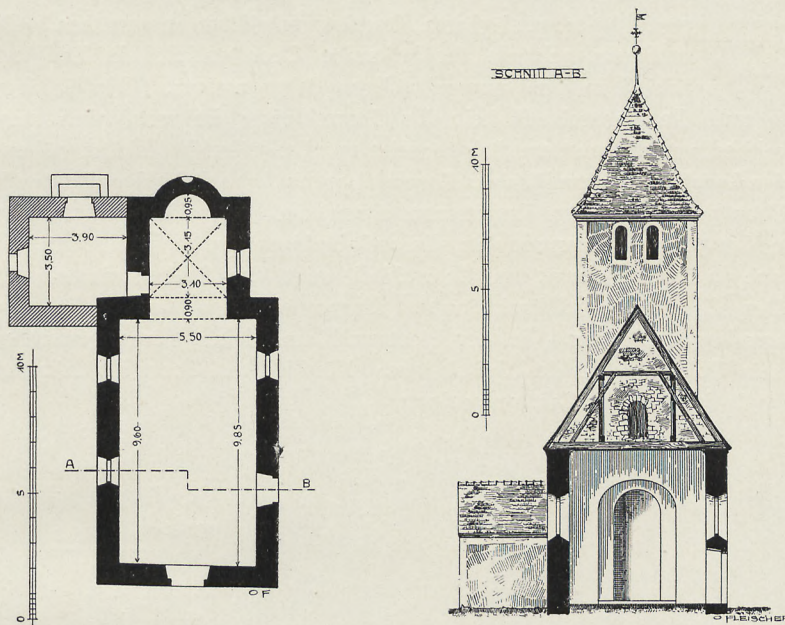 SCHNITT A-B
10 M
5
0
0,95
3,15
3,10
0,90
3,90
3,50
5,50
9,60
9,85
A
B
10 M
5
0
O F
O FLEISCHER